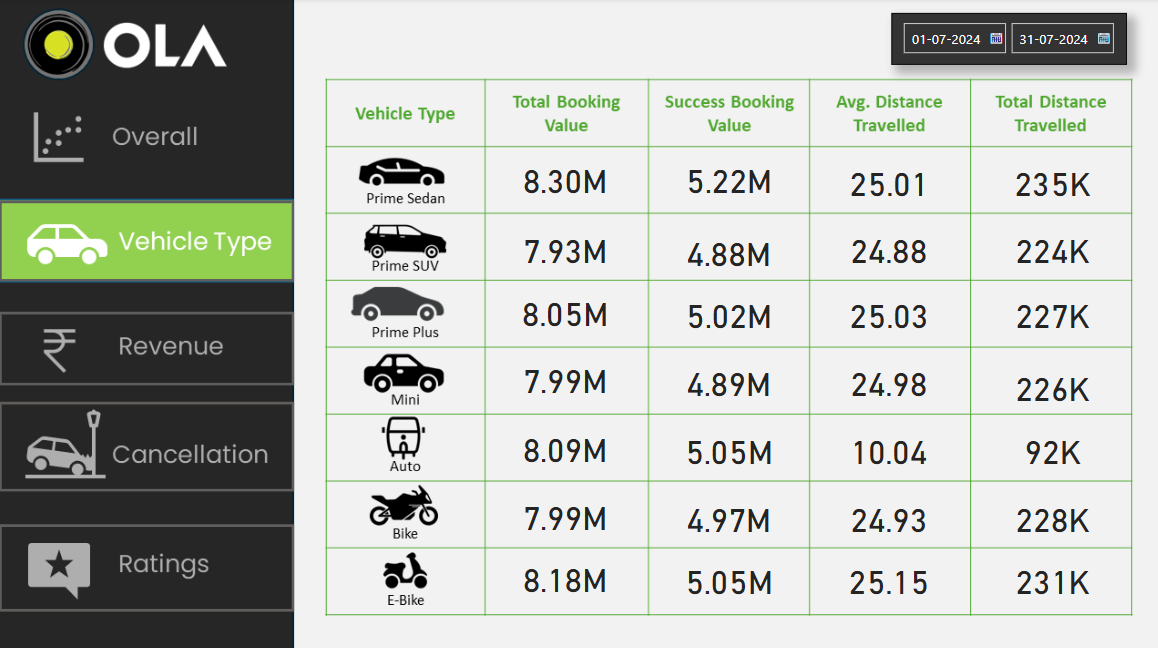 OLA
01-07-2024 31-07-2024
Overall
Vehicle Type
Revenue
Cancellation
Ratings
Vehicle Type Total Booking Value Success Booking Value Avg. Distance Travelled Total Distance Travelled
Prime Sedan 8.30M 5.22M 25.01 235K
Prime SUV 7.93M 4.88M 24.88 224K
Prime Plus 8.05M 5.02M 25.03 227K
Mini 7.99M 4.89M 24.98 226K
Auto 8.09M 5.05M 10.04 92K
Bike 7.99M 4.97M 24.93 228K
E-Bike 8.18M 5.05M 25.15 231K